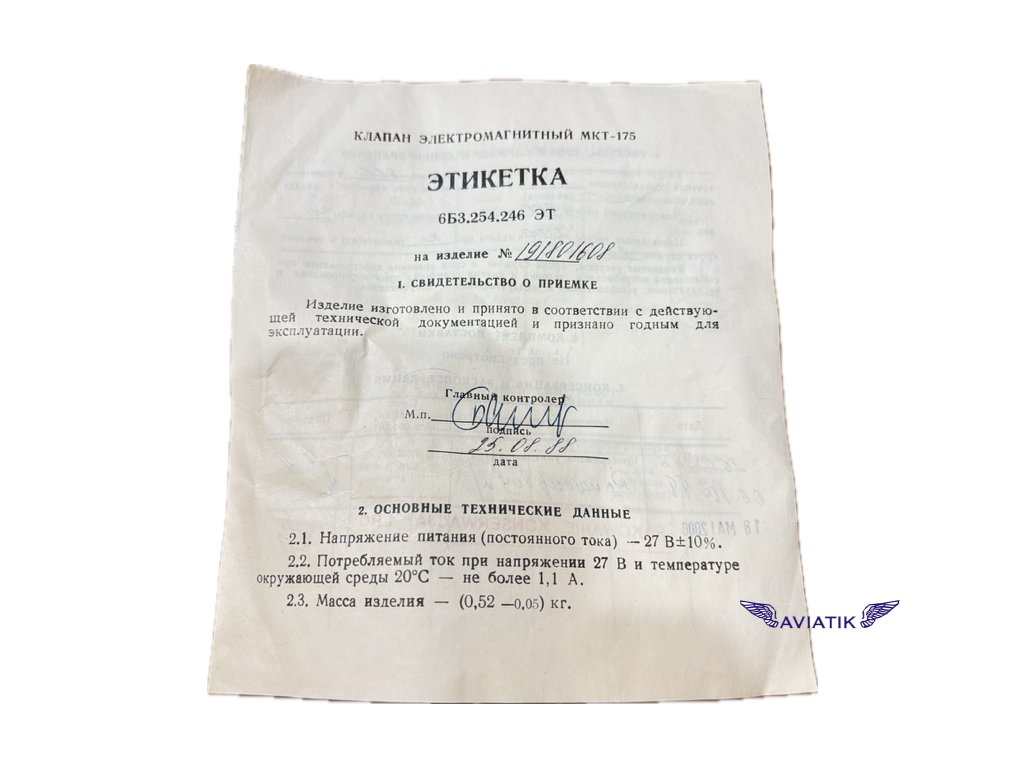 КЛАПАН ЭЛЕКТРОМАГНИТНЫЙ МКТ-175
ЭТИКЕТКА
6Б3.254.246 ЭТ
на изделие № 191801608
1. СВИДЕТЕЛЬСТВО О ПРИЕМКЕ
Изделие изготовлено и принято в соответствии с действую-
щей технической документацией и признано годным для
эксплуатации.
Главный контролер
М.п.
подпись
25.08.88
дата
2. ОСНОВНЫЕ ТЕХНИЧЕСКИЕ ДАННЫЕ
2.1. Напряжение питания (постоянного тока) — 27 В±10%.
2.2. Потребляемый ток при напряжении 27 В и температуре
окружающей среды 20°С — не более 1,1 А.
2.3. Масса изделия — (0,52 —0,05) кг.
AVIATIK